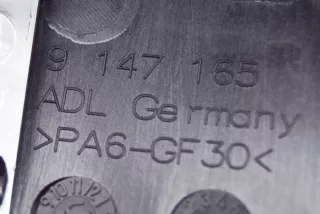 9 147 165
ADL Germany
>PA6-GF30<